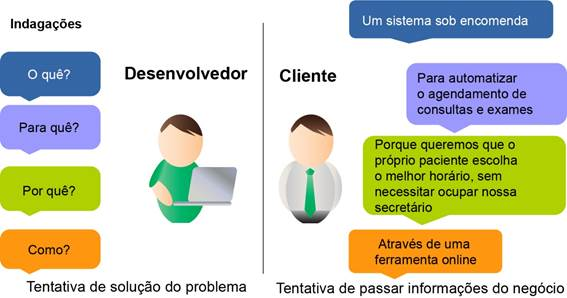 Indagações
O quê?
Para quê?
Por quê?
Como?
Desenvolvedor
Tentativa de solução do problema
Cliente
Um sistema sob encomenda
Para automatizar
o agendamento de
consultas e exames
Porque queremos que o
próprio paciente escolha
o melhor horário, sem
necessitar ocupar nossa
secretário
Através de uma
ferramenta online
Tentativa de passar informações do negócio